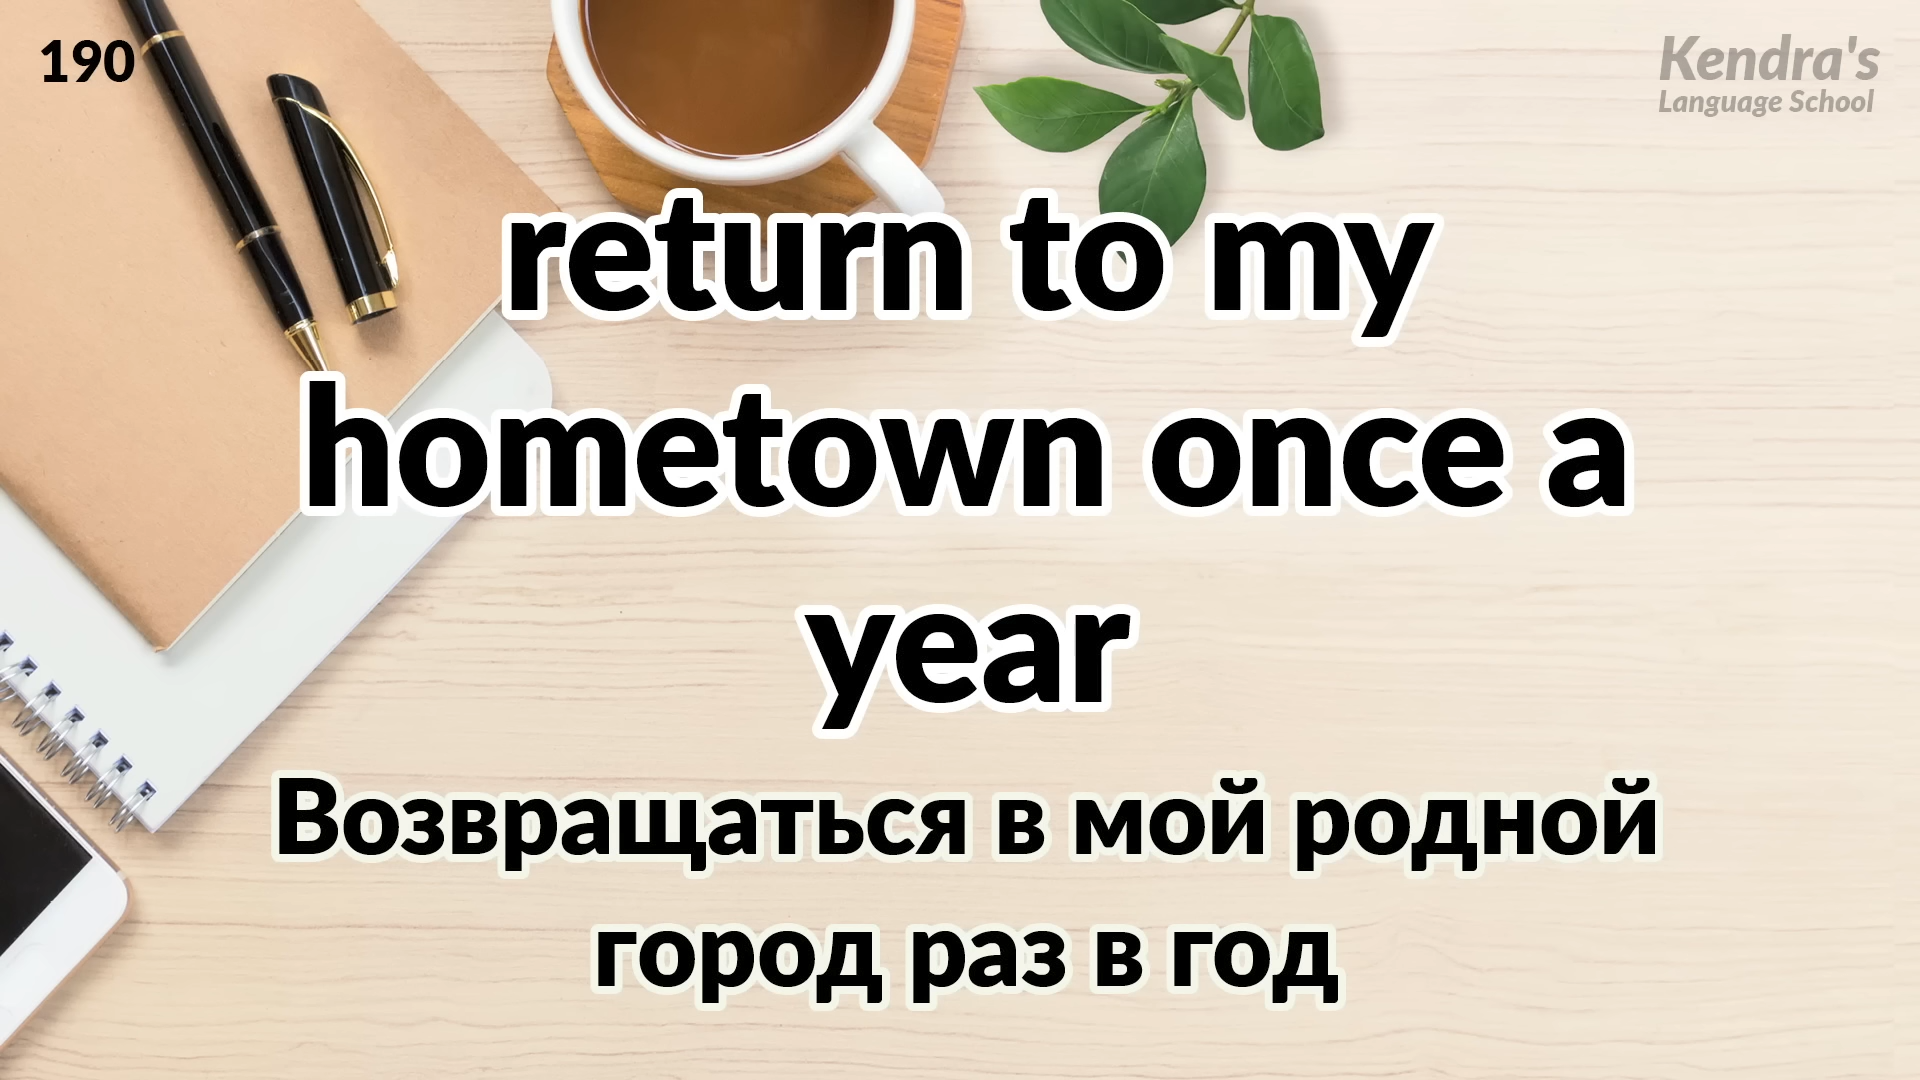 190
Kendra's
Language School
return to my
hometown once a
year
Возвращаться в мой родной
город раз в год